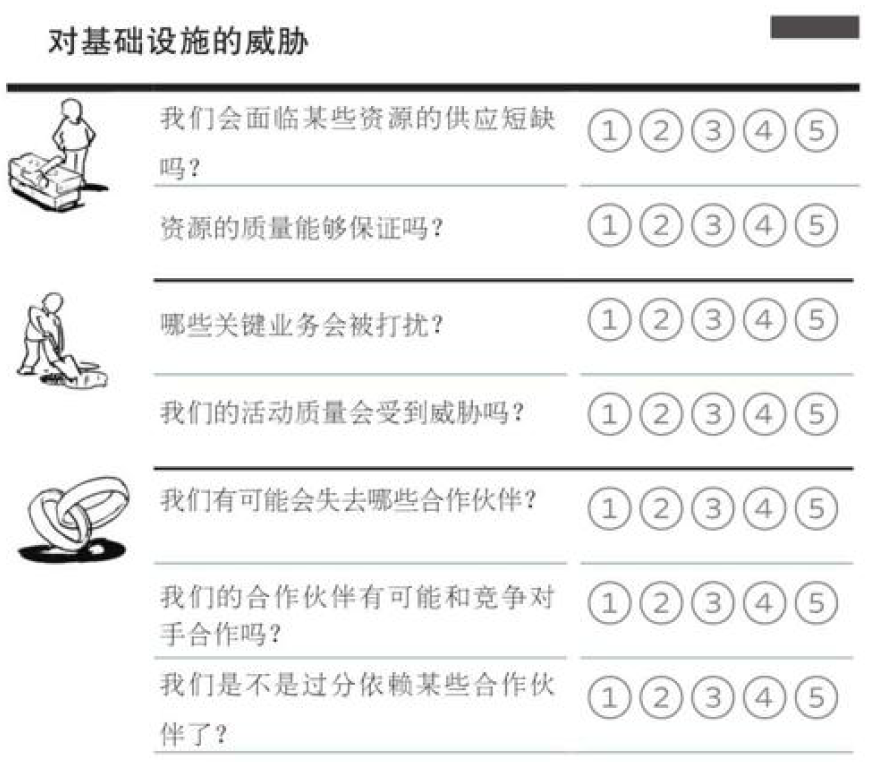 对基础设施的威胁
我们会面临某些资源的供应短缺
吗？
① ② ③ ④ ⑤
资源的质量能够保证吗？
① ② ③ ④ ⑤
哪些关键业务会被打扰？
① ② ③ ④ ⑤
我们的活动质量会受到威胁吗？
① ② ③ ④ ⑤
我们有可能会失去哪些合作伙伴？
① ② ③ ④ ⑤
我们的合作伙伴有可能和竞争对
手合作吗？
① ② ③ ④ ⑤
我们是不是过分依赖某些合作伙
伴了？
① ② ③ ④ ⑤